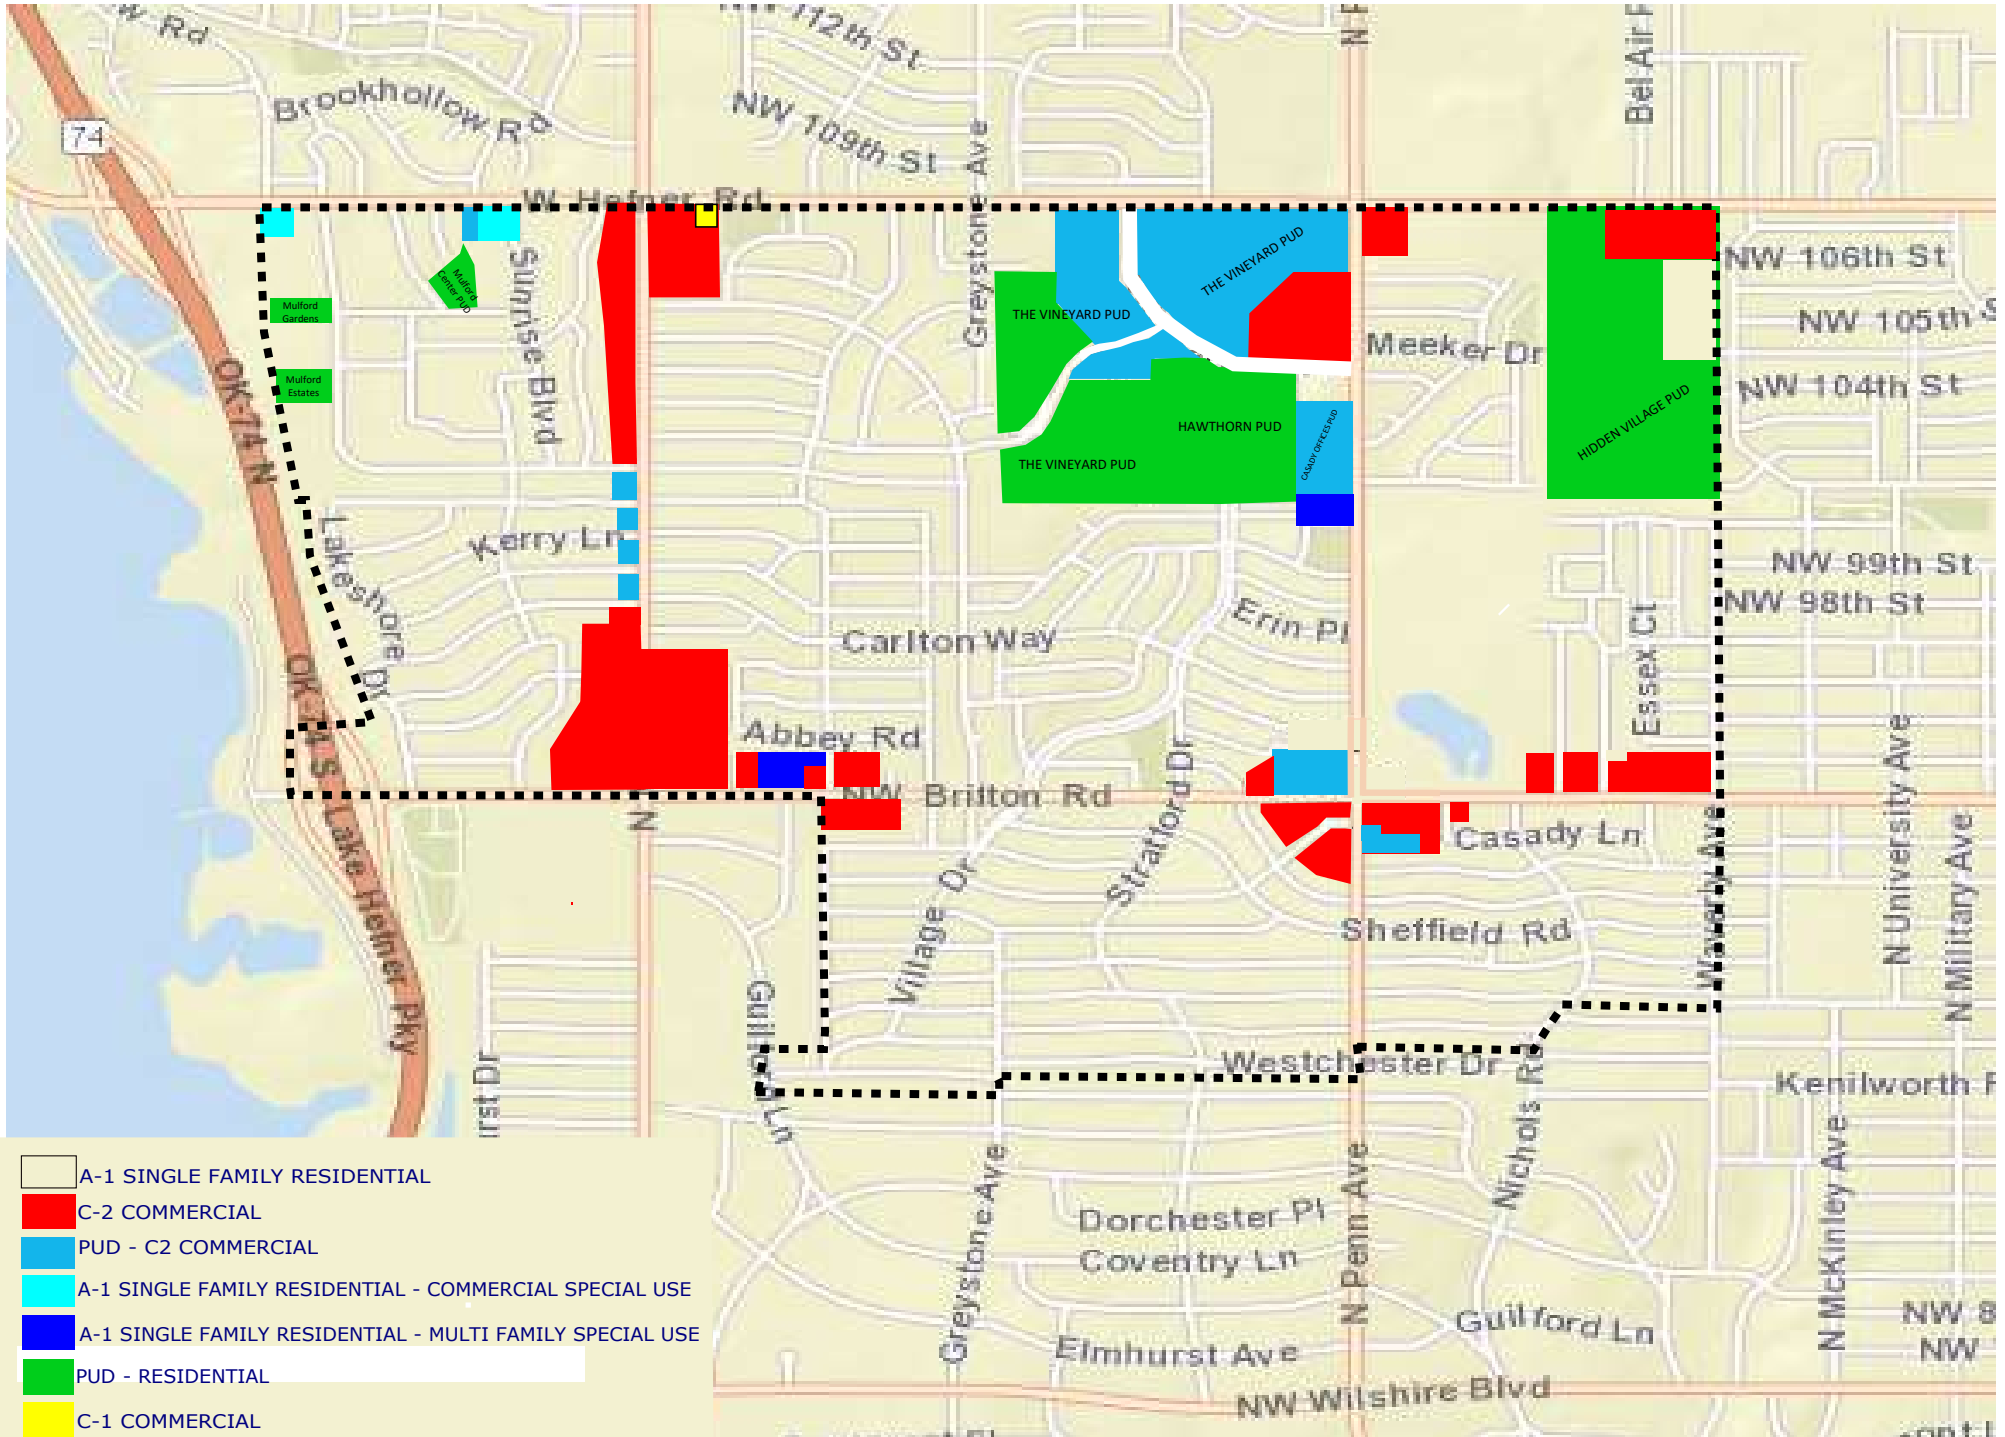 w Rd
112th St
N P
Bel Air P
Brookhollow Rd
NW 109th St
74
Greystone Ave
W Hefner Rd
NW 106th St
THE VINEYARD PUD
Mulford
Center PUD
Sunrise Blvd
Mulford
Gardens
THE VINEYARD PUD
NW 105th S
Meeker Dr
Mulford
Estates
NW 104th St
OK-74 N
HAWTHORN PUD
CASADY OFFICES PUD
HIDDEN VILLAGE PUD
THE VINEYARD PUD
Kerry Ln
Lakeshore Dr
NW 99th St
NW 98th St
Erin Pl
Carlton Way
Essex Ct
OK-74 S
Abbey Rd
Stratford Dr
N University Ave
NW Britton Rd
N
Lake Hefner Pky
Casady Ln
Waverly Ave
N Military Ave
Village Dr
Sheffield Rd
Guilford Ln
Westchester Dr
Nichols Rd
Kenilworth R
urst Dr
Greystone Ave
N Penn Ave
N McKinley Ave
Dorchester Pl
Coventry Ln
Guilford Ln
NW 8
NW
Elmhurst Ave
NW Wilshire Blvd
A-1 SINGLE FAMILY RESIDENTIAL
C-2 COMMERCIAL
PUD - C2 COMMERCIAL
A-1 SINGLE FAMILY RESIDENTIAL - COMMERCIAL SPECIAL USE
A-1 SINGLE FAMILY RESIDENTIAL - MULTI FAMILY SPECIAL USE
PUD - RESIDENTIAL
C-1 COMMERCIAL